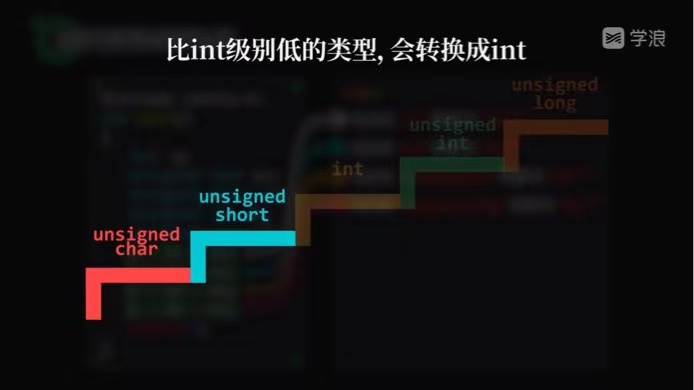 比int级别低的类型, 会转换成int
学浪
unsigned
long
unsigned
int
int
unsigned
short
unsigned
char